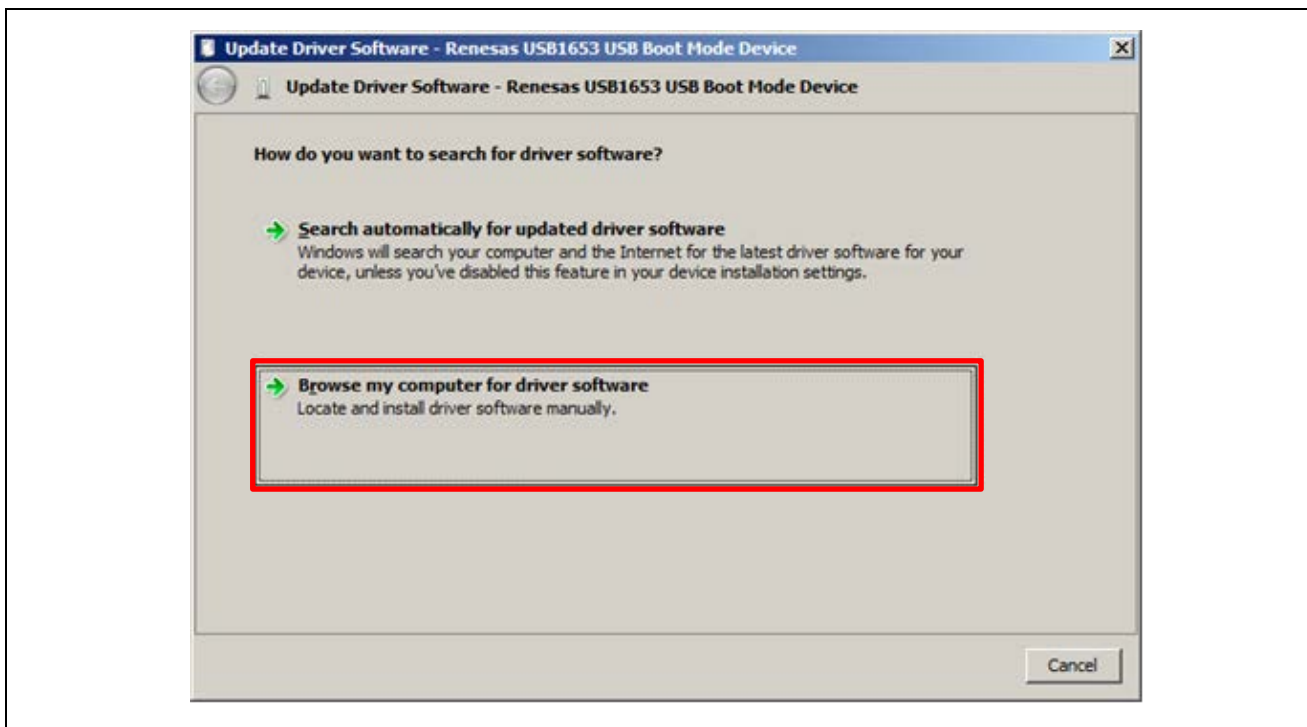 Update Driver Software - Renesas USB1653 USB Boot Mode Device
Update Driver Software - Renesas USB1653 USB Boot Mode Device
How do you want to search for driver software?
Search automatically for updated driver software
Windows will search your computer and the Internet for the latest driver software for your
device, unless you've disabled this feature in your device installation settings.
Browse my computer for driver software
Locate and install driver software manually.
Cancel